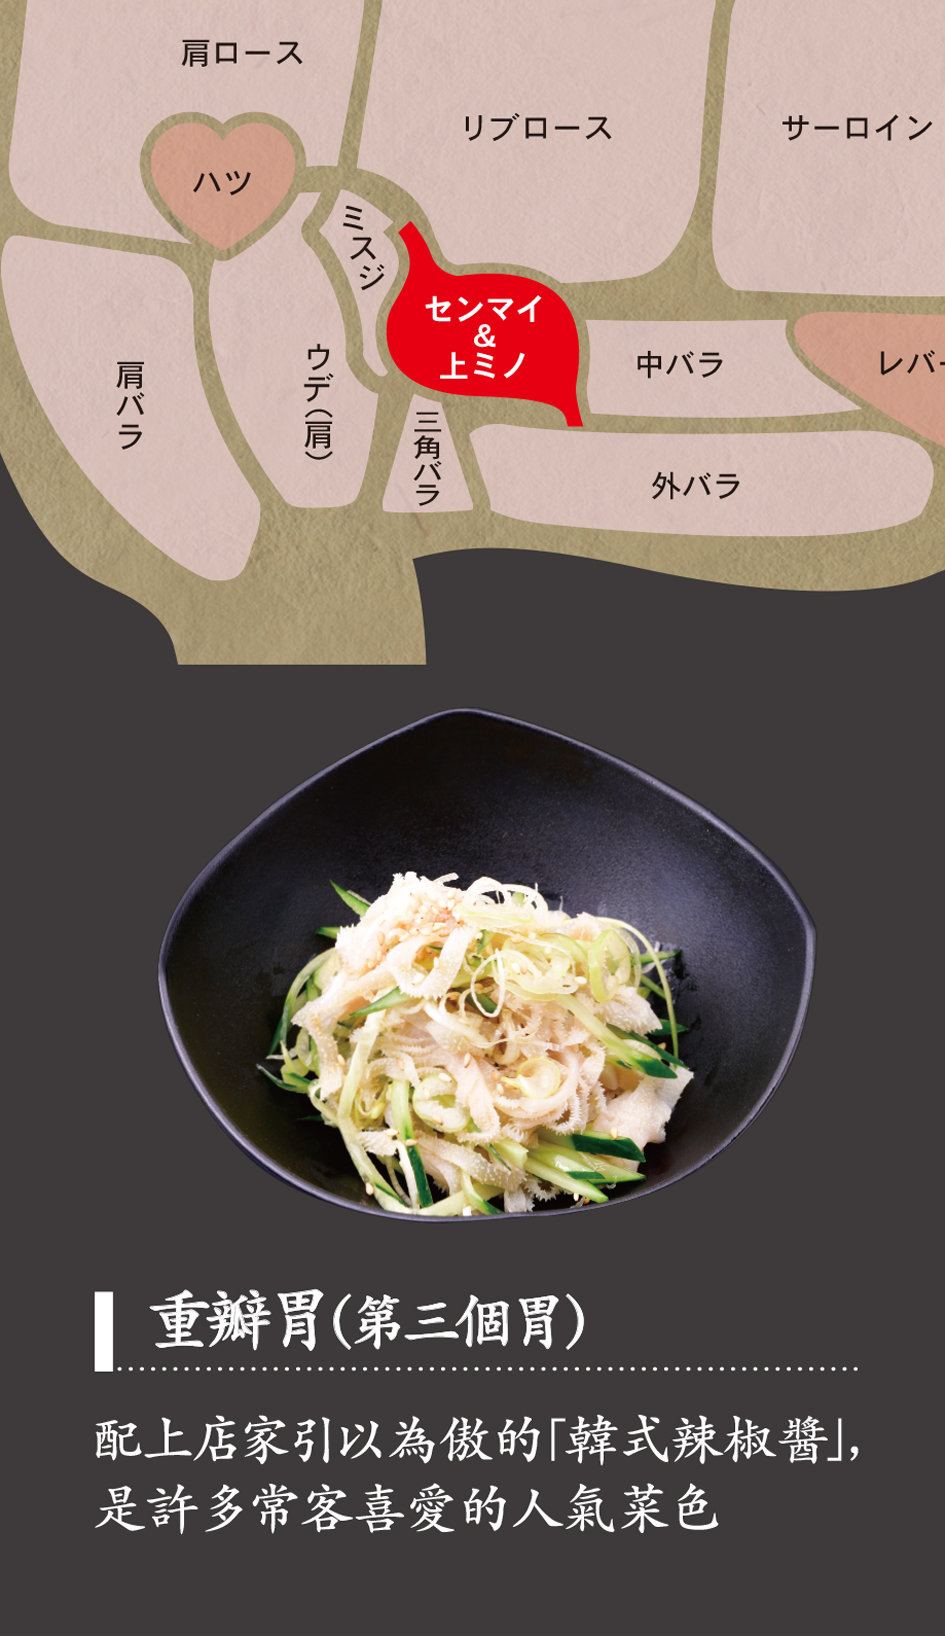 肩ロース
リブロース
サーロイン
ハツ
ミスジ
センマイ
&
上ミノ
中バラ
レバー
肩バラ
ウデ(肩)
三角バラ
外バラ
重瓣胃(第三個胃)
配上店家引以為傲的「韓式辣椒醬」,
是許多常客喜愛的人氣菜色